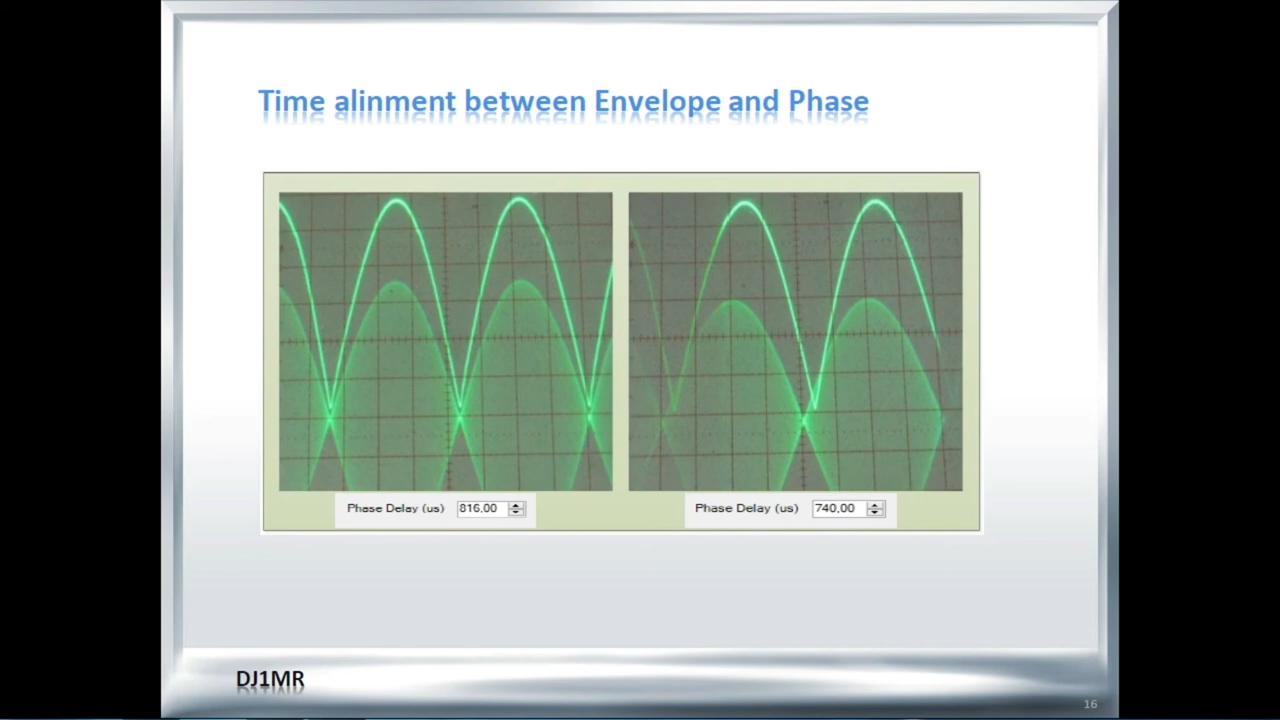 Time alinment between Envelope and Phase
Phase Delay (us) 816.00
Phase Delay (us) 740.00
DJ1MR
16